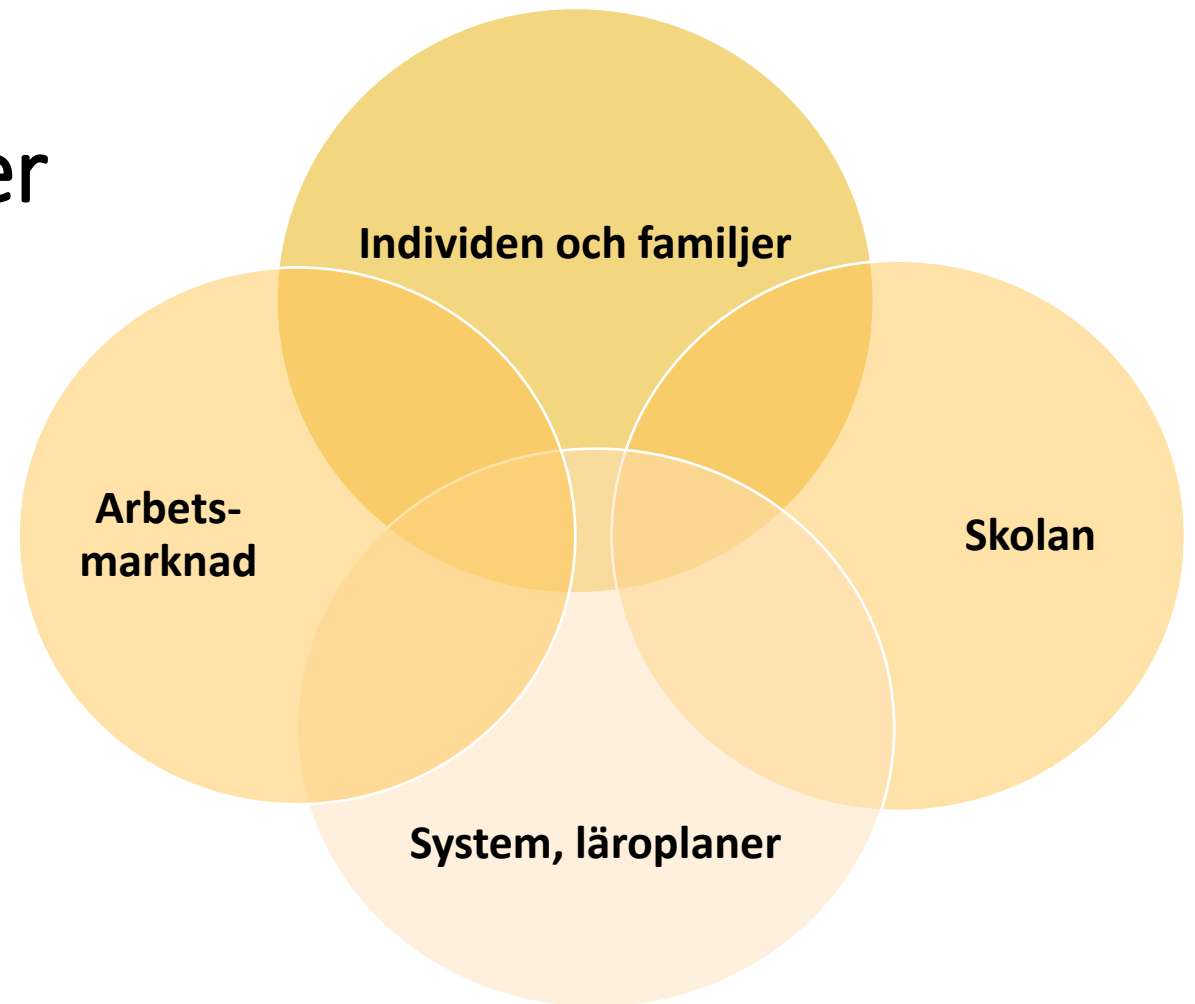 er
Individen och familjer
Arbets-
marknad
Skolan
System, läroplaner